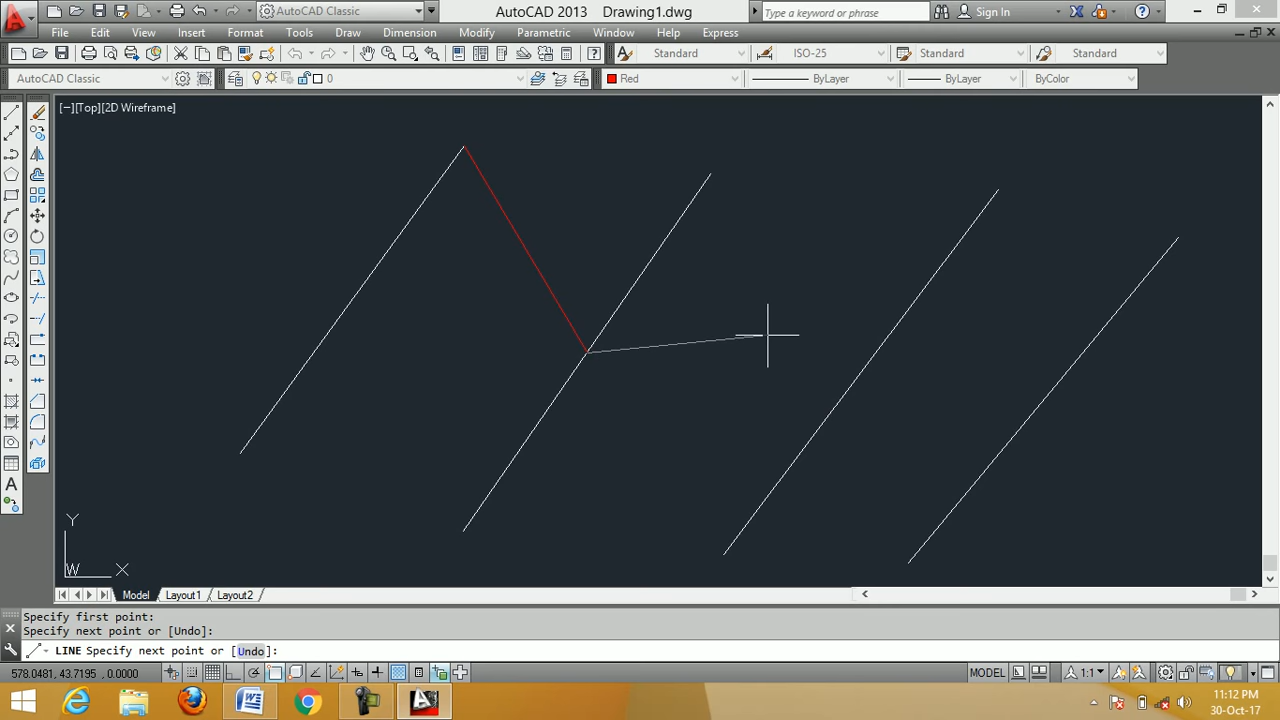 AutoCAD Classic
AutoCAD 2013 Drawing1.dwg
Type a keyword or phrase
Sign In
File Edit View Insert Format Tools Draw Dimension Modify Parametric Window Help Express
Standard
ISO-25
Standard
Standard
AutoCAD Classic
0
Red
ByLayer
ByLayer
ByColor
[−][Top][2D Wireframe]
Y
W X
Model Layout1 Layout2
Specify first point:
Specify next point or [Undo]:
LINE Specify next point or [Undo]:
578.0481, 43.7195 , 0.0000
MODEL
1:1
11:12 PM
30-Oct-17